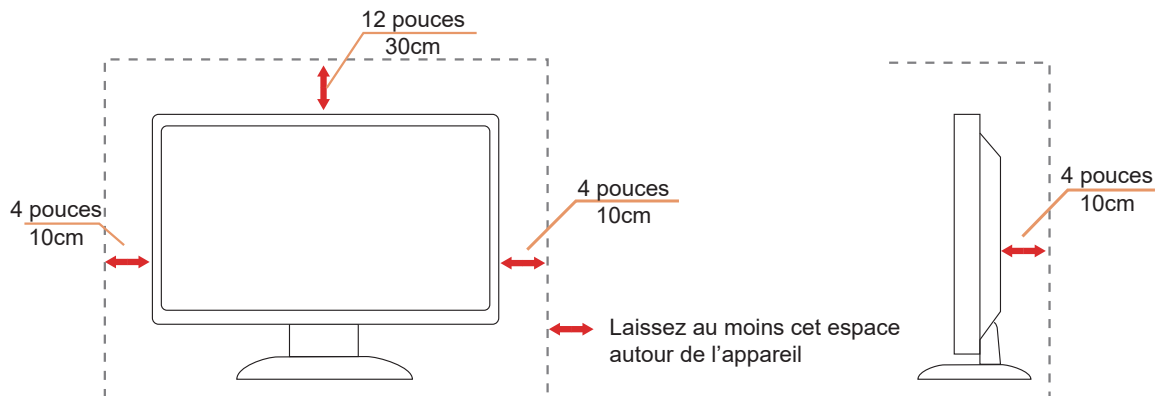 12 pouces
30cm
4 pouces
10cm
4 pouces
10cm
Laissez au moins cet espace
autour de l’appareil
4 pouces
10cm